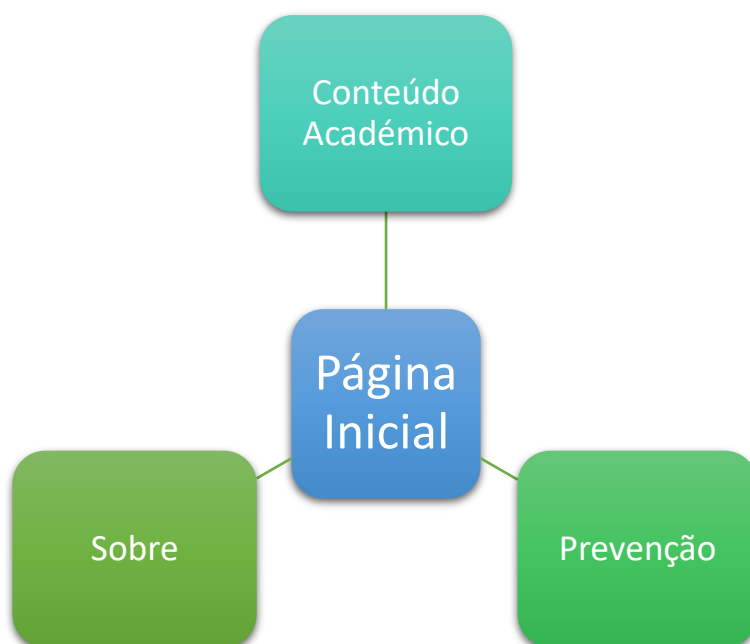 Conteúdo
Académico
Página
Inicial
Sobre
Prevenção